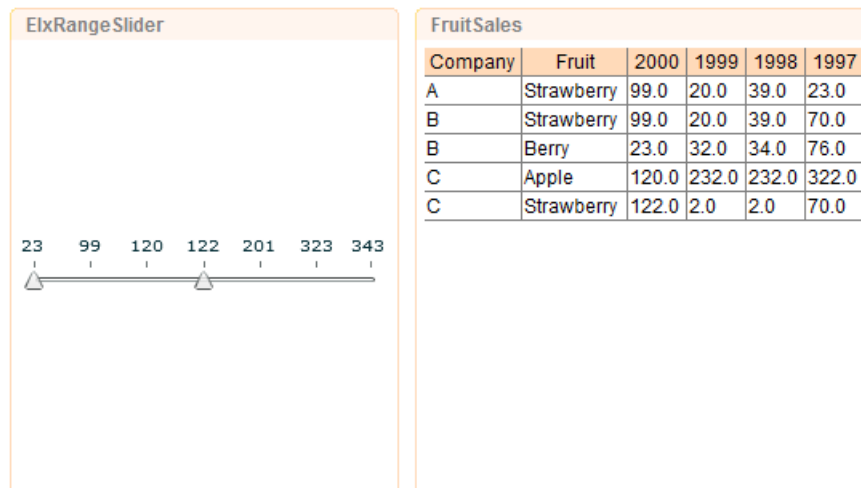 ElxRangeSlider
23 99 120 122 201 323 343
FruitSales
Company Fruit 2000 1999 1998 1997
A Strawberry 99.0 20.0 39.0 23.0
B Strawberry 99.0 20.0 39.0 70.0
B Berry 23.0 32.0 34.0 76.0
C Apple 120.0 232.0 232.0 322.0
C Strawberry 122.0 2.0 2.0 70.0